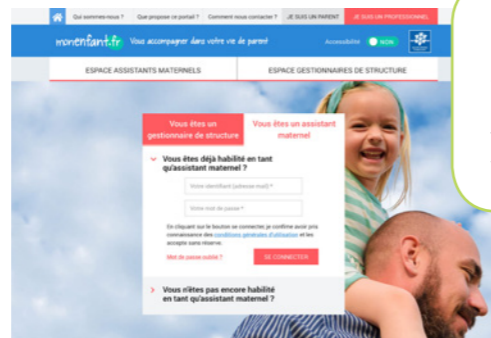 Qui sommes-nous ?
Que propose ce portail ?
Comment nous contacter ?
JE SUIS UN PARENT
JE SUIS UN PROFESSIONNEL
monenfant.fr
Vous accompagner dans votre vie de parent
Accessibilité
NON
ESPACE ASSISTANTS MATERNELS
ESPACE GESTIONNAIRES DE STRUCTURE
Vous êtes un
gestionnaire de structure
Vous êtes un assistant
maternel
Vous êtes déjà habilité en tant
qu'assistant maternel ?
Votre identifiant (adresse mail) *
Votre mot de passe *
En cliquant sur le bouton se connecter, je confirme avoir pris
connaissance des conditions générales d'utilisation et les
accepte sans réserve.
Mot de passe oublié ?
SE CONNECTER
Vous n'êtes pas encore habilité
en tant qu'assistant maternel ?